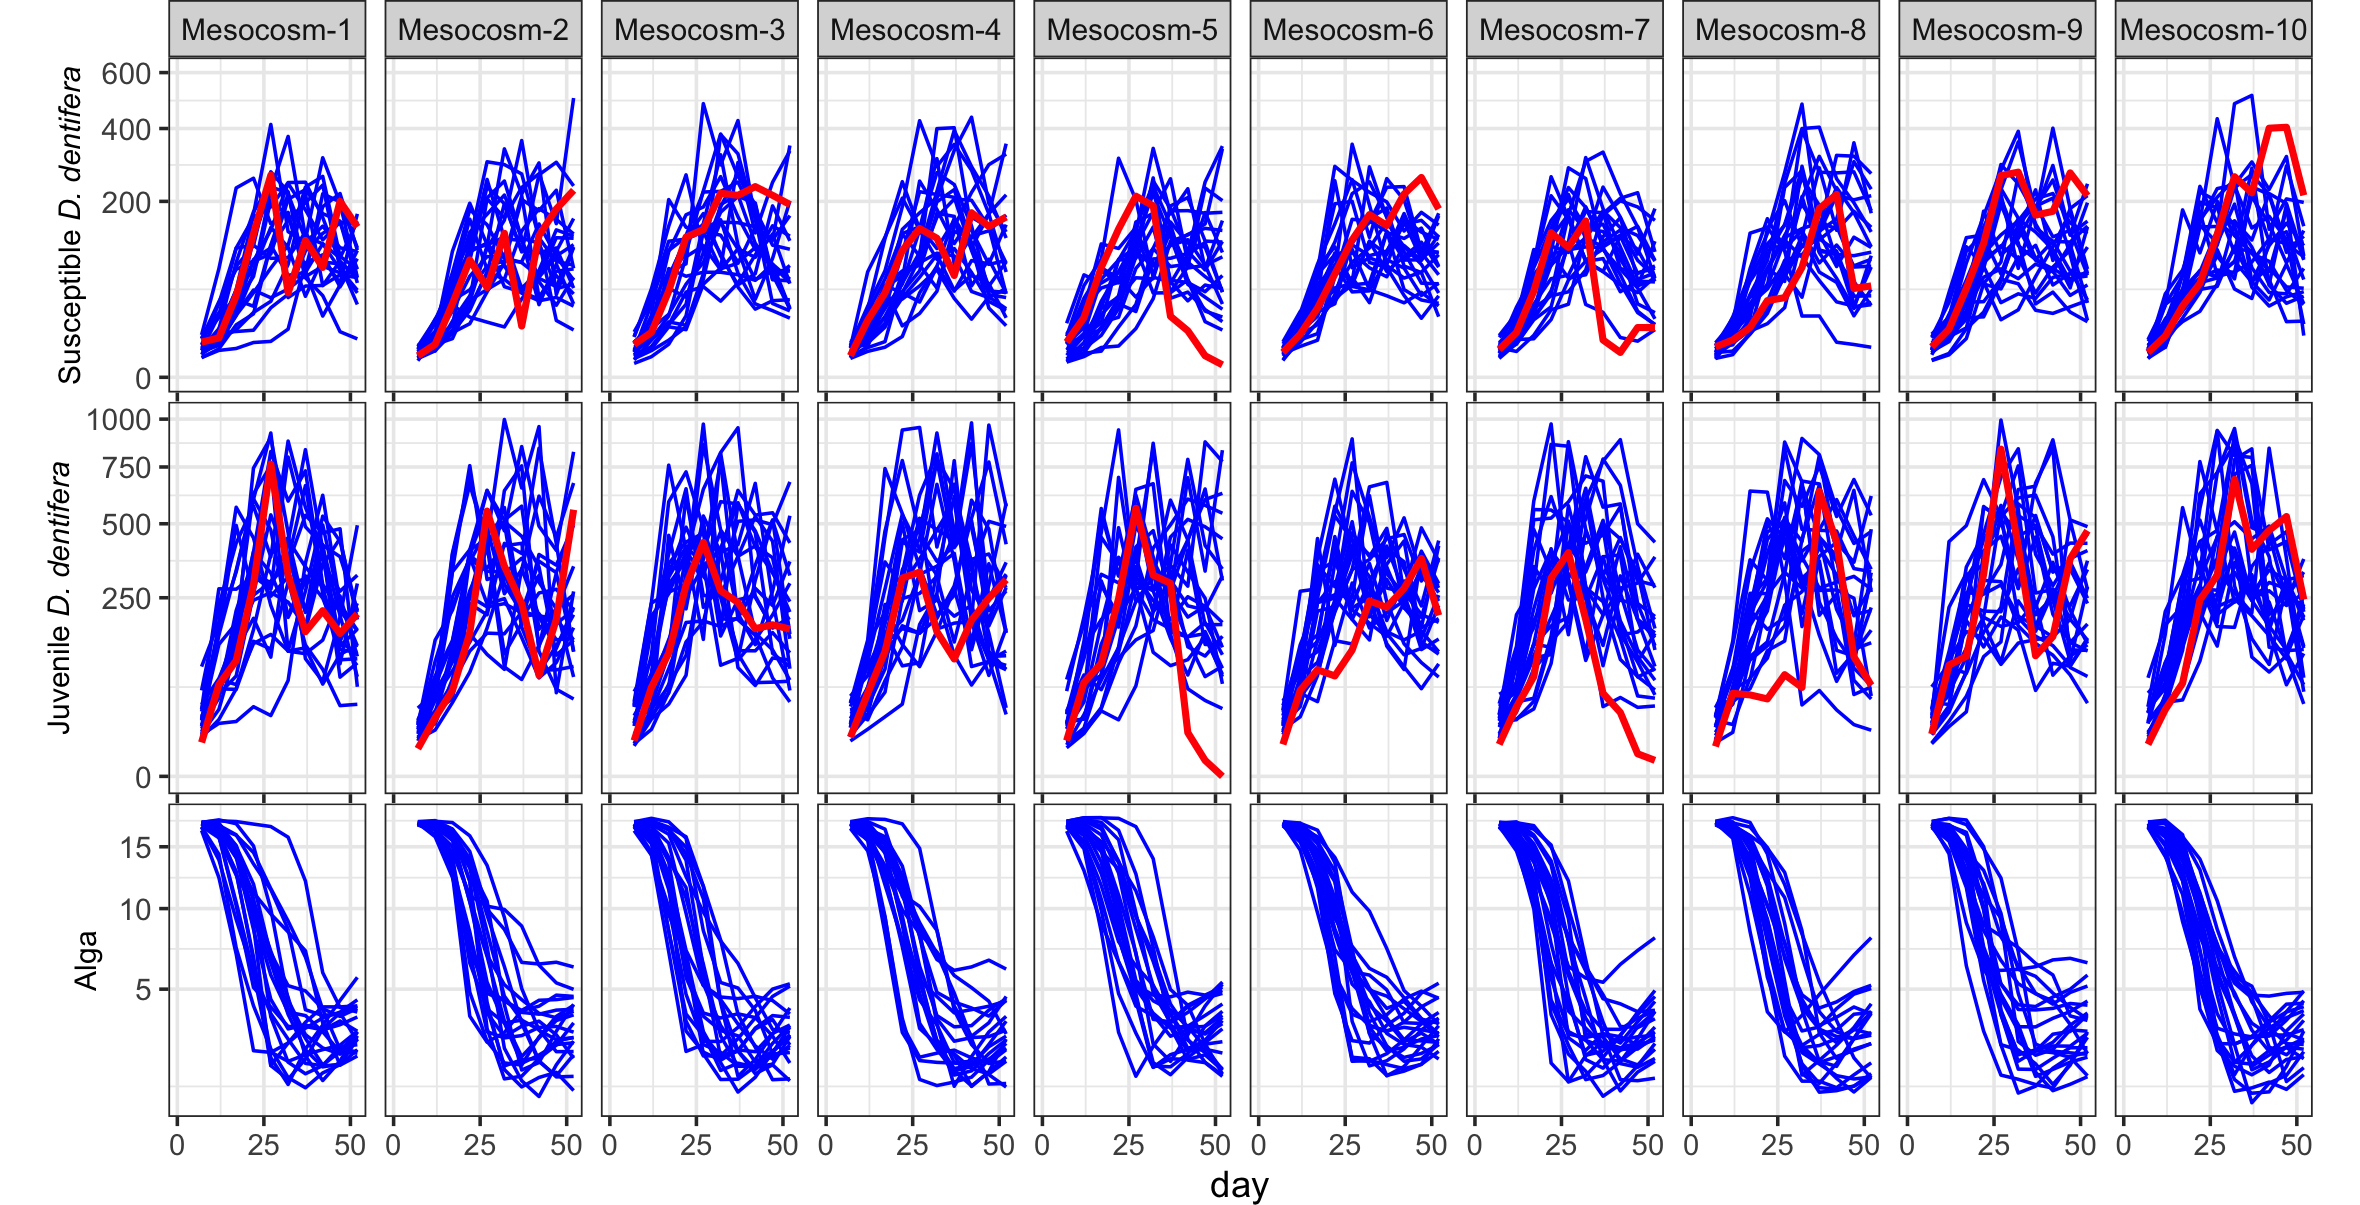 Mesocosm-1 Mesocosm-2 Mesocosm-3 Mesocosm-4 Mesocosm-5 Mesocosm-6 Mesocosm-7 Mesocosm-8 Mesocosm-9 Mesocosm-10
Susceptible D. dentifera
600
400
200
0
Juvenile D. dentifera
1000
750
500
250
0
Alga
15
10
5
0 25 50 0 25 50 0 25 50 0 25 50 0 25 50 0 25 50 0 25 50 0 25 50 0 25 50 0 25 50
day